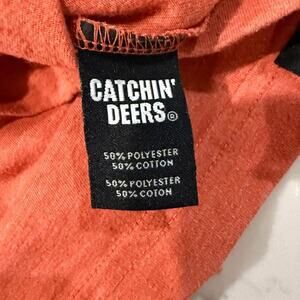 CATCHIN'
DEERS®
50% POLYESTER
50% COTTON
50% POLYESTER
50% COTON